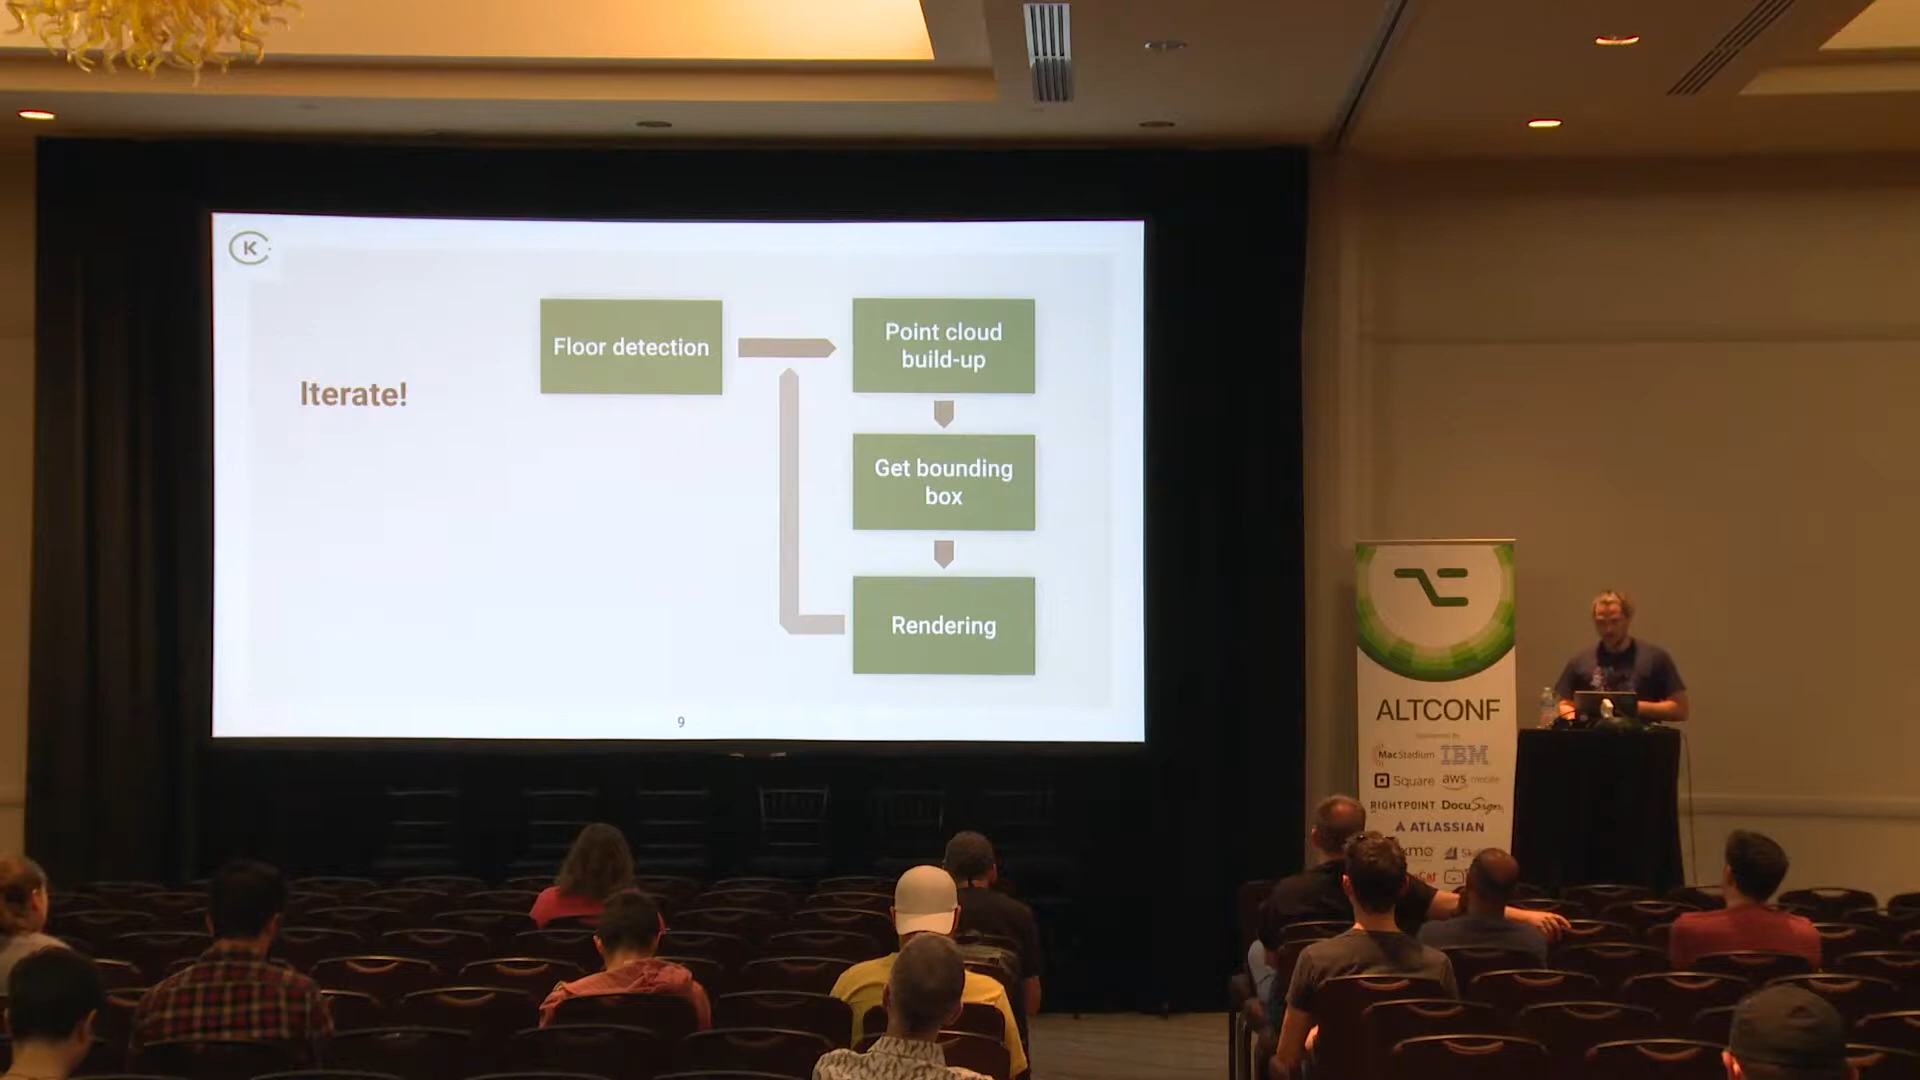 K
Iterate!
Floor detection
Point cloud
build-up
Get bounding
box
Rendering
9
ALTCONF
MacStadium IBM
Square aws mobile
RIGHTPOINT DocuSign
ATLASSIAN